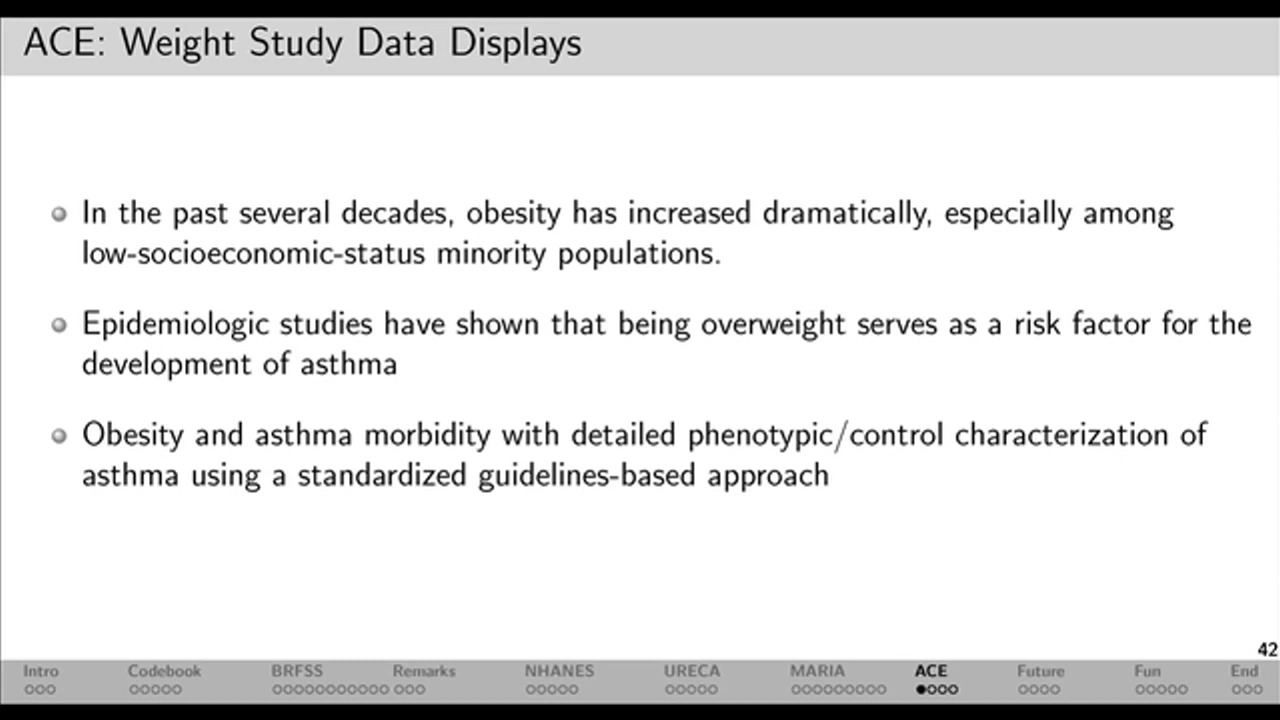 ACE: Weight Study Data Displays
In the past several decades, obesity has increased dramatically, especially among
low-socioeconomic-status minority populations.
Epidemiologic studies have shown that being overweight serves as a risk factor for the
development of asthma
Obesity and asthma morbidity with detailed phenotypic/control characterization of
asthma using a standardized guidelines-based approach
42
Intro Codebook BRFSS Remarks NHANES URECA MARIA ACE Future Fun End